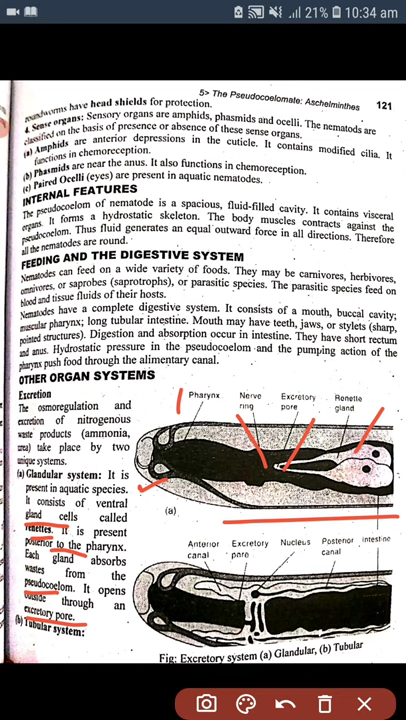 21% 10:34 am
5> The Pseudocoelomate: Aschelminthes 121
roundworms have head shields for protection.
4. Sense organs: Sensory organs are amphids, phasmids and ocelli. The nematods are
classified on the basis of presence or absence of these sense organs.
(a) Amphids are anterior depressions in the cuticle. It contains modified cilia. It
functions in chemoreception.
(b) Phasmids are near the anus. It also functions in chemoreception.
(c) Paired Ocelli (eyes) are present in aquatic nematodes.
INTERNAL FEATURES
The pseudocoelom of nematode is a spacious, fluid-filled cavity. It contains visceral
organs. It forms a hydrostatic skeleton. The body muscles contracts against the
pseudocoelom. Thus fluid generates an equal outward force in all directions. Therefore
all the nematodes are round.
FEEDING AND THE DIGESTIVE SYSTEM
Nematodes can feed on a wide variety of foods. They may be carnivores, herbivores,
omnivores, or saprobes (saprotrophs), or parasitic species. The parasitic species feed on
blood and tissue fluids of their hosts.
Nematodes have a complete digestive system. It consists of a mouth, buccal cavity;
muscular pharynx; long tubular intestine. Mouth may have teeth, jaws, or stylets (sharp,
pointed structures). Digestion and absorption occur in intestine. They have short rectum
and anus. Hydrostatic pressure in the pseudocoelom and the pumping action of the
pharynx push food through the alimentary canal.
OTHER ORGAN SYSTEMS
Excretion
The osmoregulation and
excretion of nitrogenous
waste products (ammonia,
urea) take place by two
unique systems.
(a) Glandular system: It is
present in aquatic species.
It consists of ventral
gland cells called
renettes. It is present
posterior to the pharynx.
Each gland absorbs
wastes from the
pseudocoelom. It opens
outside through an
excretory pore.
(b) Tubular system:
Pharynx Nerve ring Excretory pore Renette gland
(a)
Anterior canal Excretory pore Nucleus Posterior canal Intestine
Fig: Excretory system (a) Glandular, (b) Tubular